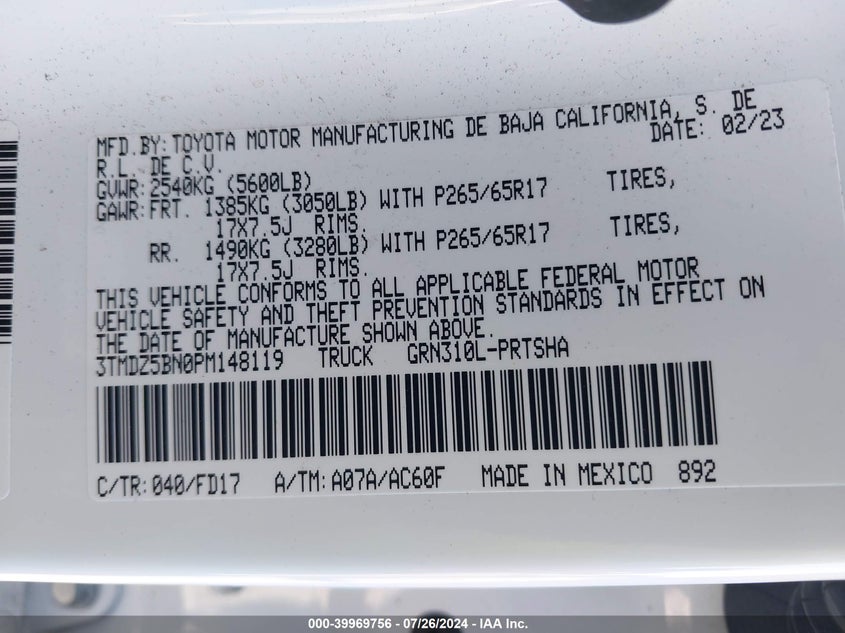 MFD.BY:TOYOTA MOTOR MANUFACTURING DE BAJA CALIFORNIA, S. DE
R.L. DE C.V. DATE: 02/23
GVWR:2540KG (5600LB)
GAWR:FRT. 1385KG (3050LB) WITH P265/65R17 TIRES,
17X7.5J RIMS.
RR. 1490KG (3280LB) WITH P265/65R17 TIRES,
17X7.5J RIMS.
THIS VEHICLE CONFORMS TO ALL APPLICABLE FEDERAL MOTOR
VEHICLE SAFETY AND THEFT PREVENTION STANDARDS IN EFFECT ON
THE DATE OF MANUFACTURE SHOWN ABOVE.
3TMDZ5BN0PM148119 TRUCK GRN310L-PRTSHA
C/TR:040/FD17 A/TM:A07A/AC60F MADE IN MEXICO 892
000-39969756 - 07/26/2024 - IAA Inc.